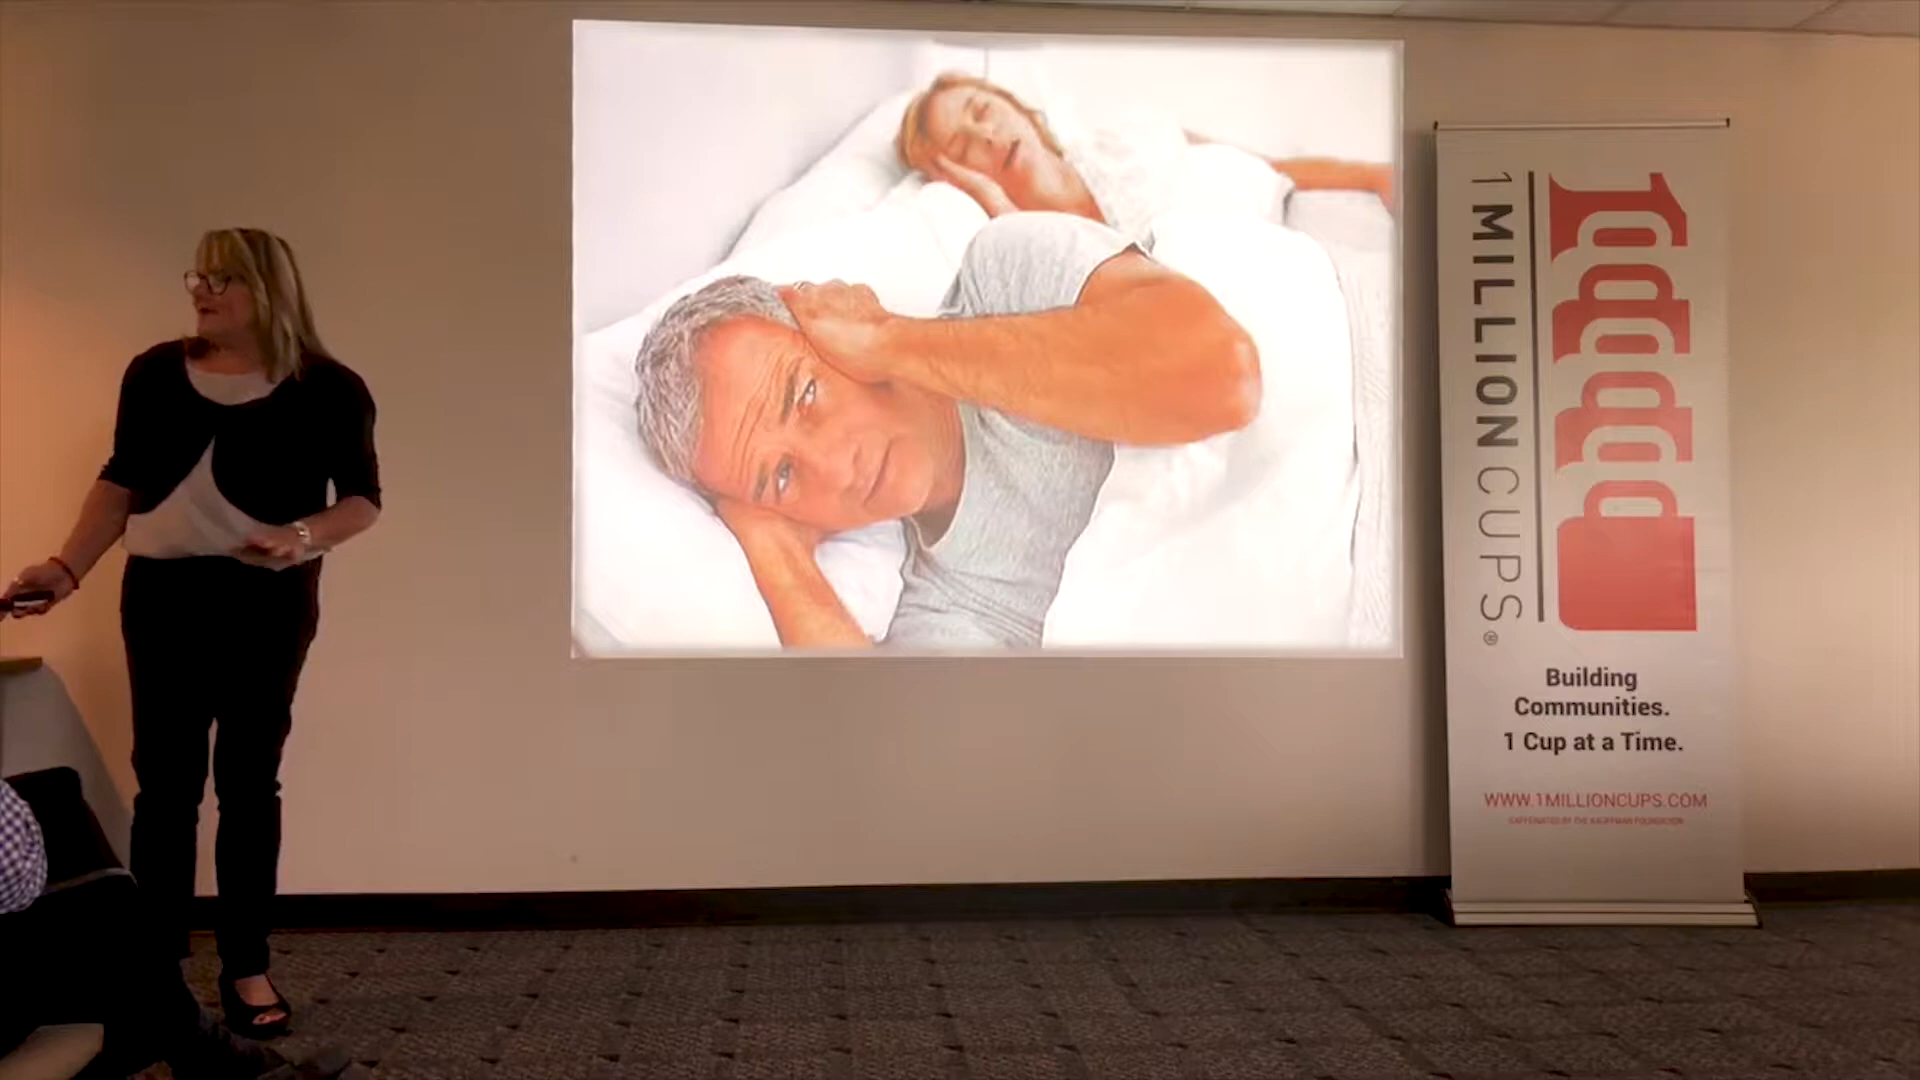 1 MILLION CUPS®
Building
Communities.
1 Cup at a Time.
WWW.1MILLIONCUPS.COM
CAFFEINATED BY THE KAUFFMAN FOUNDATION